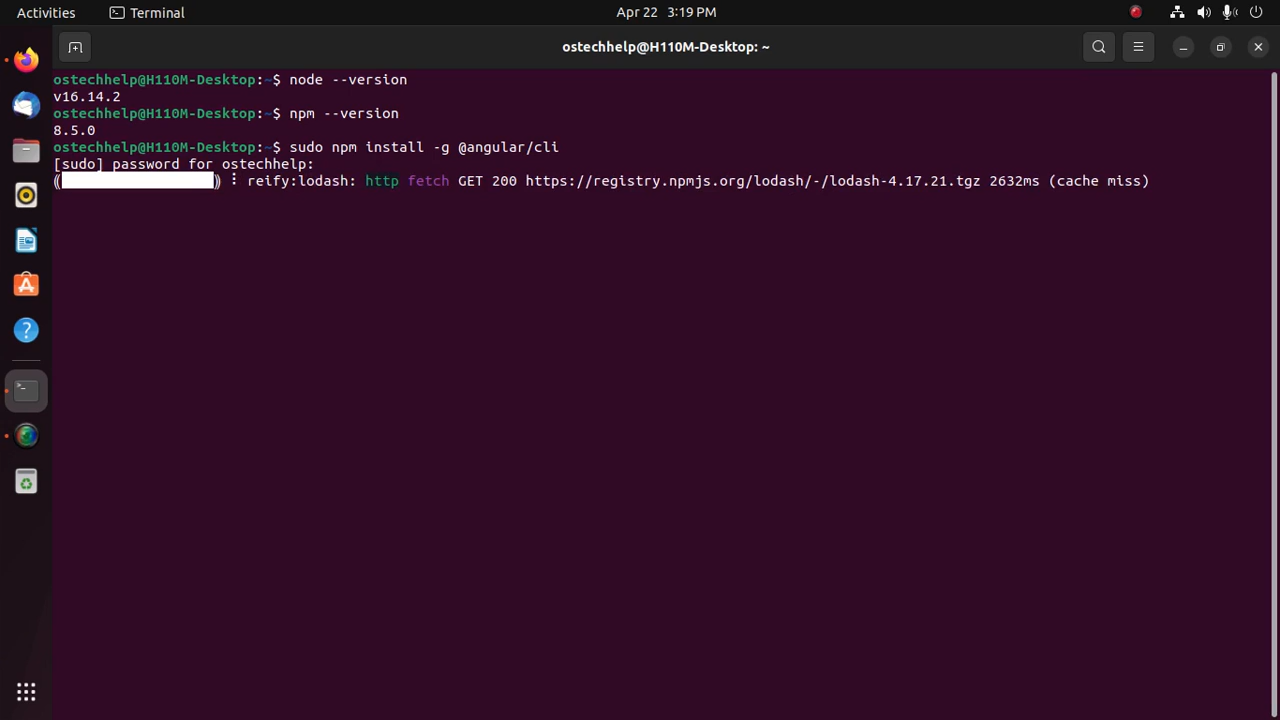 Activities
Terminal
Apr 22 3:19 PM
ostechhelp@H110M-Desktop: ~
ostechhelp@H110M-Desktop:~$ node --version
v16.14.2
ostechhelp@H110M-Desktop:~$ npm --version
8.5.0
ostechhelp@H110M-Desktop:~$ sudo npm install -g @angular/cli
[sudo] password for ostechhelp:
reify:lodash: http fetch GET 200 https://registry.npmjs.org/lodash/-/lodash-4.17.21.tgz 2632ms (cache miss)